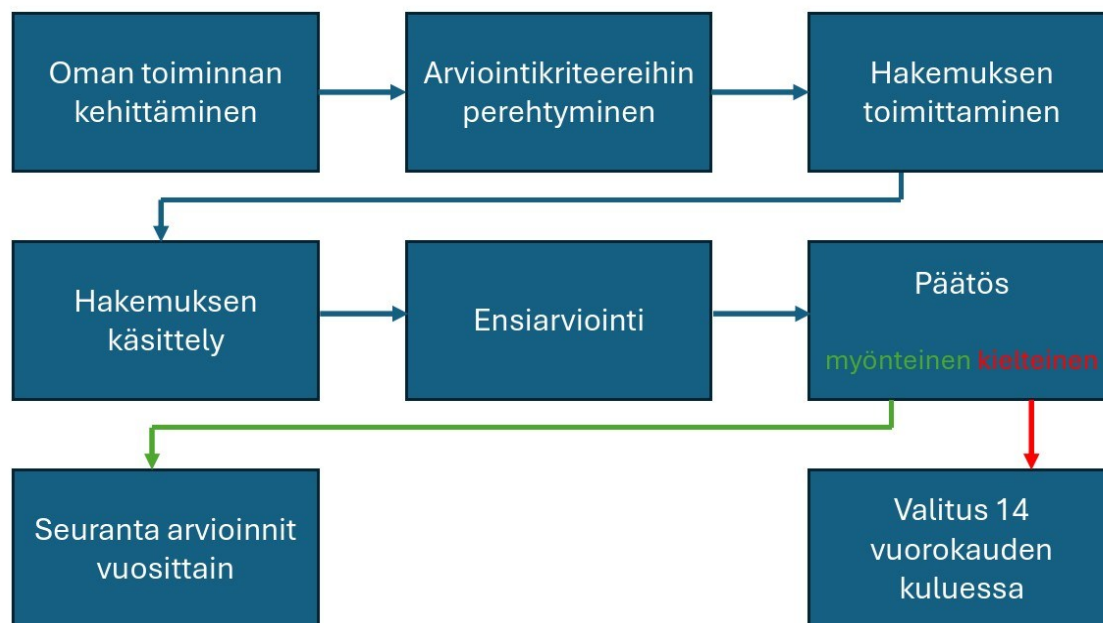 Oman toiminnan
kehittäminen
Arviointikriteereihin
perehtyminen
Hakemuksen
toimittaminen
Hakemuksen
käsittely
Ensiarviointi
Päätös
myönteinen kielteinen
Seuranta arvioinnit
vuosittain
Valitus 14
vuorokauden
kuluessa